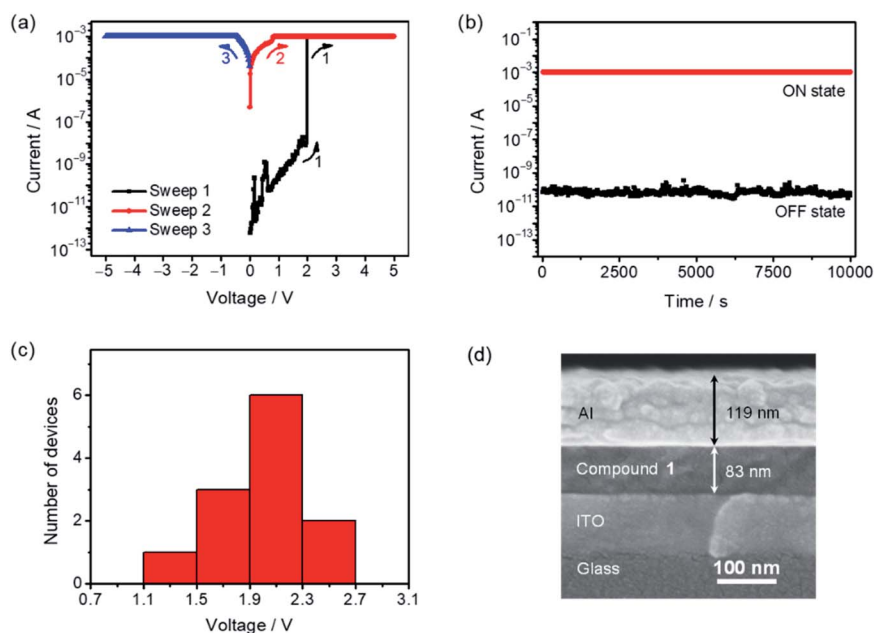 (a)
10⁻³
10⁻⁵
10⁻⁷
10⁻⁹
10⁻¹¹
10⁻¹³
Current / A
3
2
1
1
Sweep 1
Sweep 2
Sweep 3
−5 −4 −3 −2 −1 0 1 2 3 4 5
Voltage / V
(b)
10⁻¹
10⁻³
10⁻⁵
10⁻⁷
10⁻⁹
10⁻¹¹
10⁻¹³
Current / A
ON state
OFF state
0 2500 5000 7500 10000
Time / s
(c)
6
4
2
0
Number of devices
0.7 1.1 1.5 1.9 2.3 2.7 3.1
Voltage / V
(d)
Al
119 nm
Compound 1
83 nm
ITO
Glass
100 nm